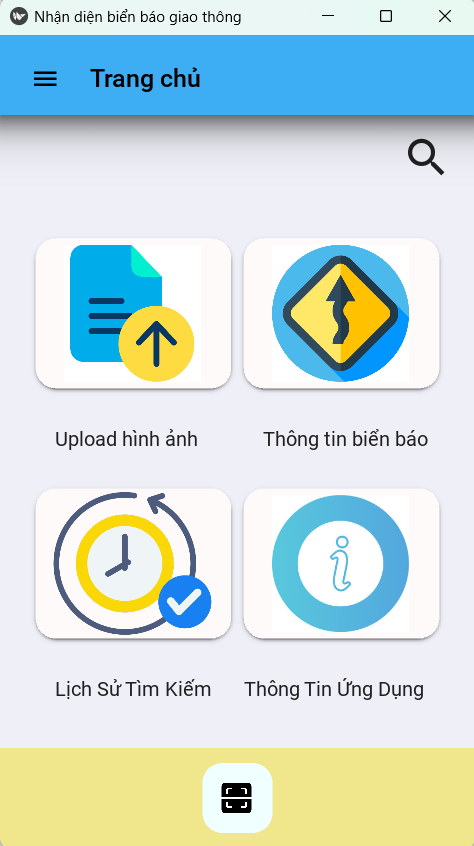 Nhận diện biển báo giao thông
Trang chủ
Upload hình ảnh
Thông tin biển báo
Lịch Sử Tìm Kiếm
Thông Tin Ứng Dụng